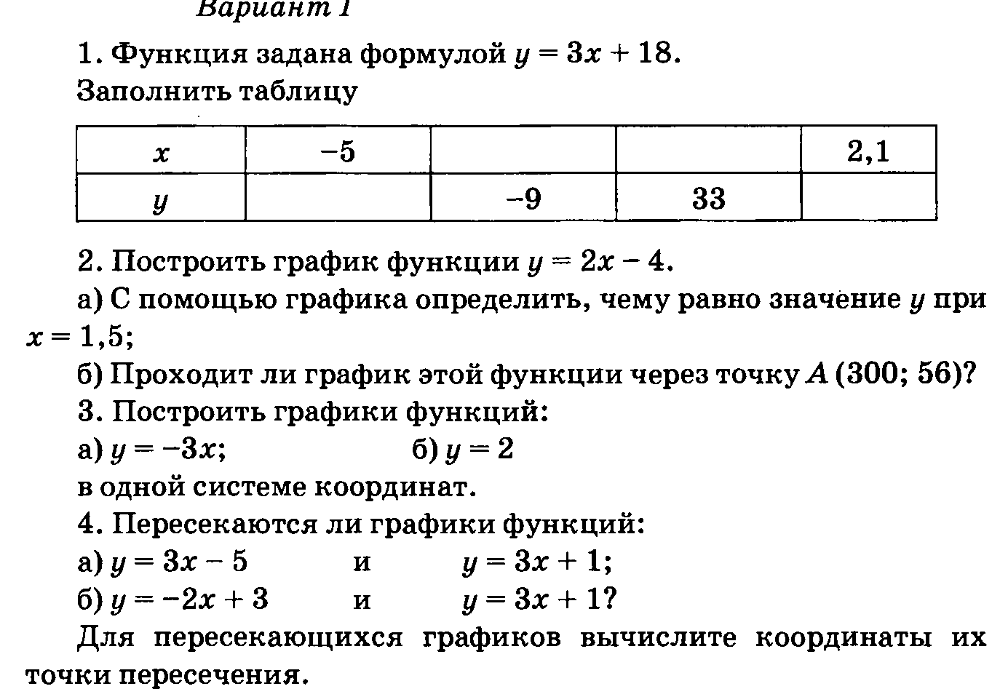 Вариант 1
1. Функция задана формулой y = 3x + 18.
Заполнить таблицу
x −5 2,1
y −9 33
2. Построить график функции y = 2x − 4.
а) С помощью графика определить, чему равно значение y при
x = 1,5;
б) Проходит ли график этой функции через точку A (300; 56)?
3. Построить графики функций:
а) y = −3x; б) y = 2
в одной системе координат.
4. Пересекаются ли графики функций:
а) y = 3x − 5 и y = 3x + 1;
б) y = −2x + 3 и y = 3x + 1?
Для пересекающихся графиков вычислите координаты их
точки пересечения.